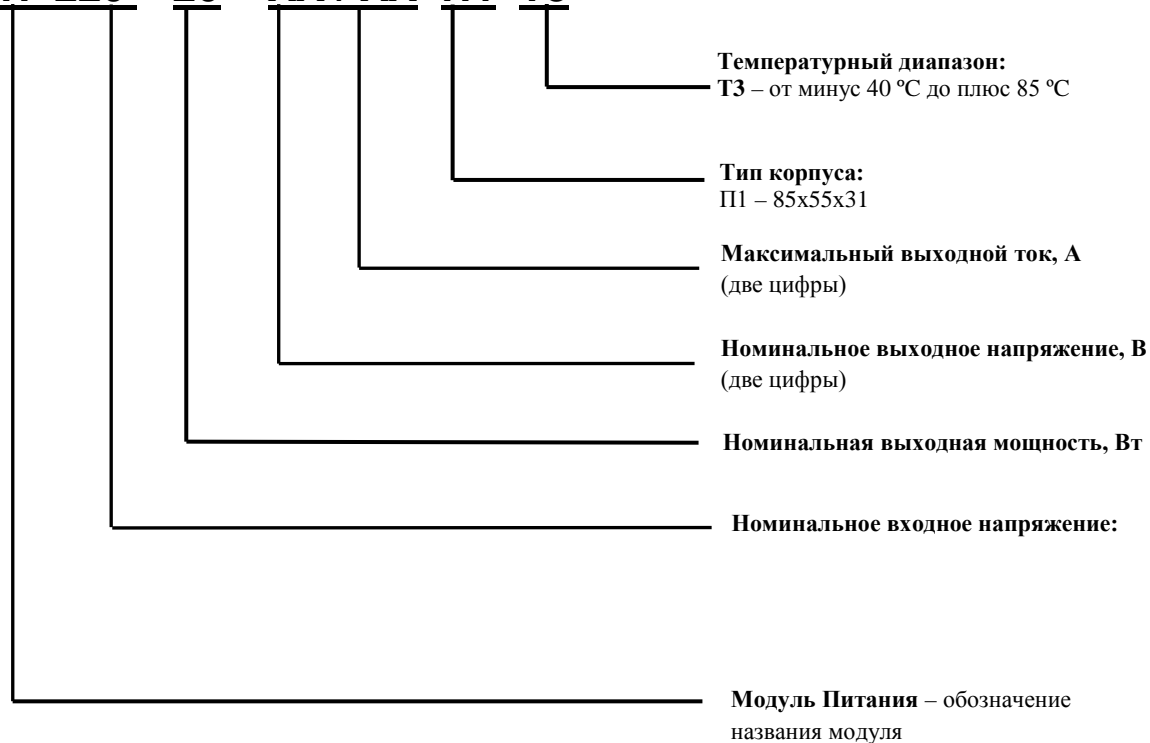 Температурный диапазон:
Т3 – от минус 40 ºС до плюс 85 ºС
Тип корпуса:
П1 – 85х55х31
Максимальный выходной ток, А
(две цифры)
Номинальное выходное напряжение, В
(две цифры)
Номинальная выходная мощность, Вт
Номинальное входное напряжение:
Модуль Питания – обозначение
названия модуля